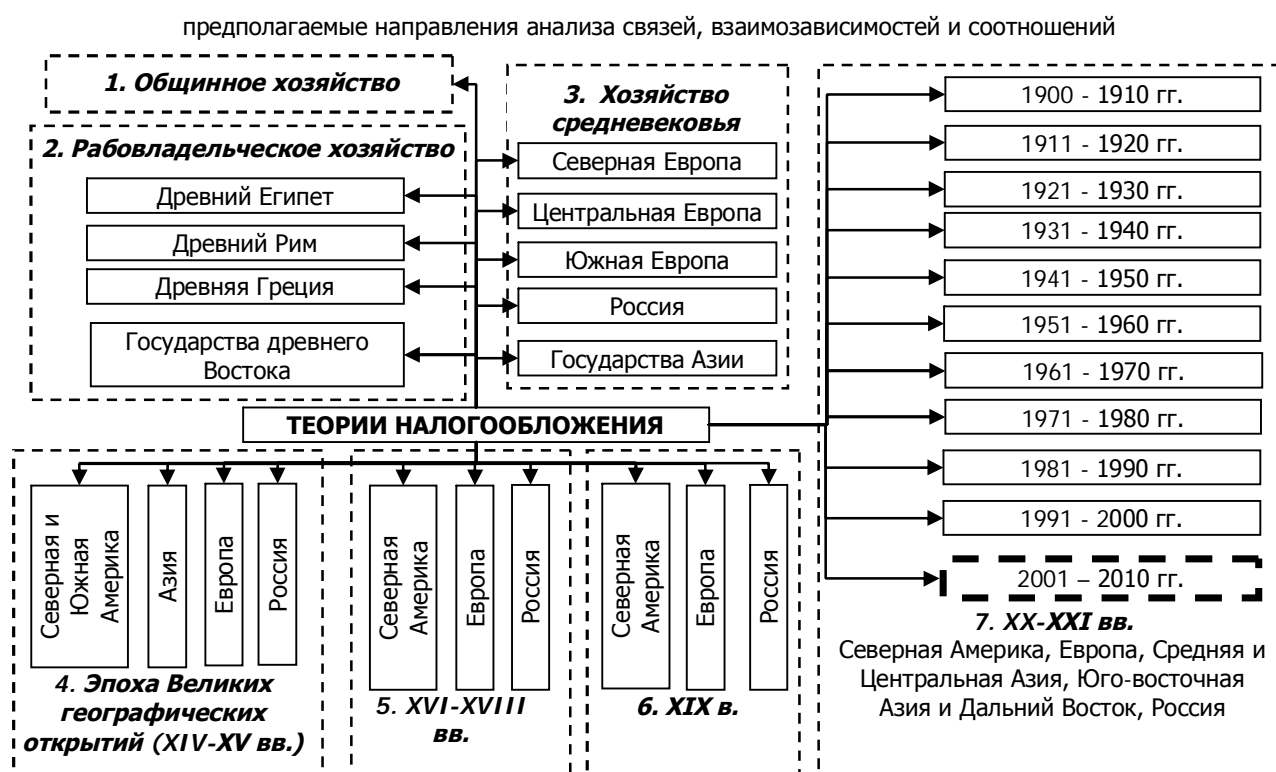 предполагаемые направления анализа связей, взаимозависимостей и соотношений
1. Общинное хозяйство
2. Рабовладельческое хозяйство
Древний Египет
Древний Рим
Древняя Греция
Государства древнего
Востока
3. Хозяйство
средневековья
Северная Европа
Центральная Европа
Южная Европа
Россия
Государства Азии
ТЕОРИИ НАЛОГООБЛОЖЕНИЯ
Северная и
Южная
Америка
Азия
Европа
Россия
4. Эпоха Великих
географических
открытий (XIV-XV вв.)
Северная
Америка
Европа
Россия
5. XVI-XVIII
вв.
Северная
Америка
Европа
Россия
6. XIX в.
1900 - 1910 гг.
1911 - 1920 гг.
1921 - 1930 гг.
1931 - 1940 гг.
1941 - 1950 гг.
1951 - 1960 гг.
1961 - 1970 гг.
1971 - 1980 гг.
1981 - 1990 гг.
1991 - 2000 гг.
2001 – 2010 гг.
7. XX-XXI вв.
Северная Америка, Европа, Средняя и
Центральная Азия, Юго-восточная
Азия и Дальний Восток, Россия